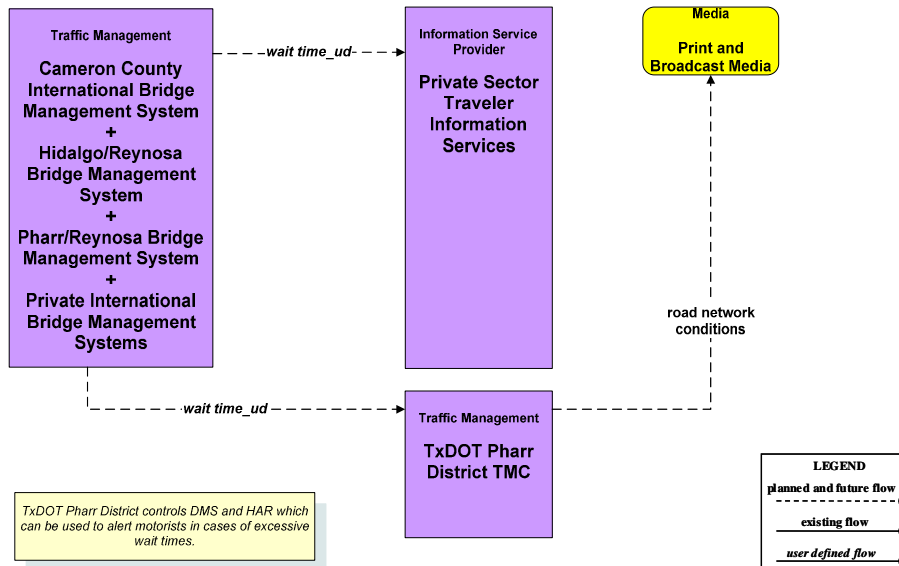 Traffic Management
Cameron County
International Bridge
Management System
+
Hidalgo/Reynosa
Bridge Management
System
+
Pharr/Reynosa Bridge
Management System
+
Private International
Bridge Management
Systems
wait time_ud
Information Service
Provider
Private Sector
Traveler
Information
Services
Media
Print and
Broadcast Media
road network
conditions
wait time_ud
Traffic Management
TxDOT Pharr
District TMC
TxDOT Pharr District controls DMS and HAR which
can be used to alert motorists in cases of excessive
wait times.
LEGEND
planned and future flow
existing flow
user defined flow